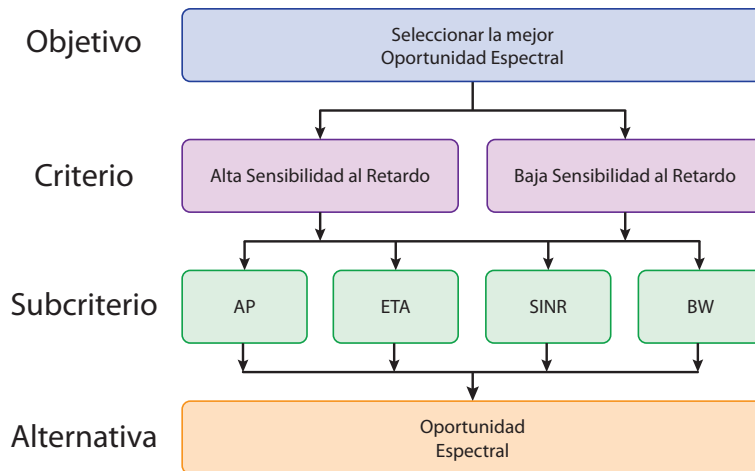 Objetivo
Seleccionar la mejor
Oportunidad Espectral
Criterio
Alta Sensibilidad al Retardo
Baja Sensibilidad al Retardo
Subcriterio
AP
ETA
SINR
BW
Alternativa
Oportunidad
Espectral